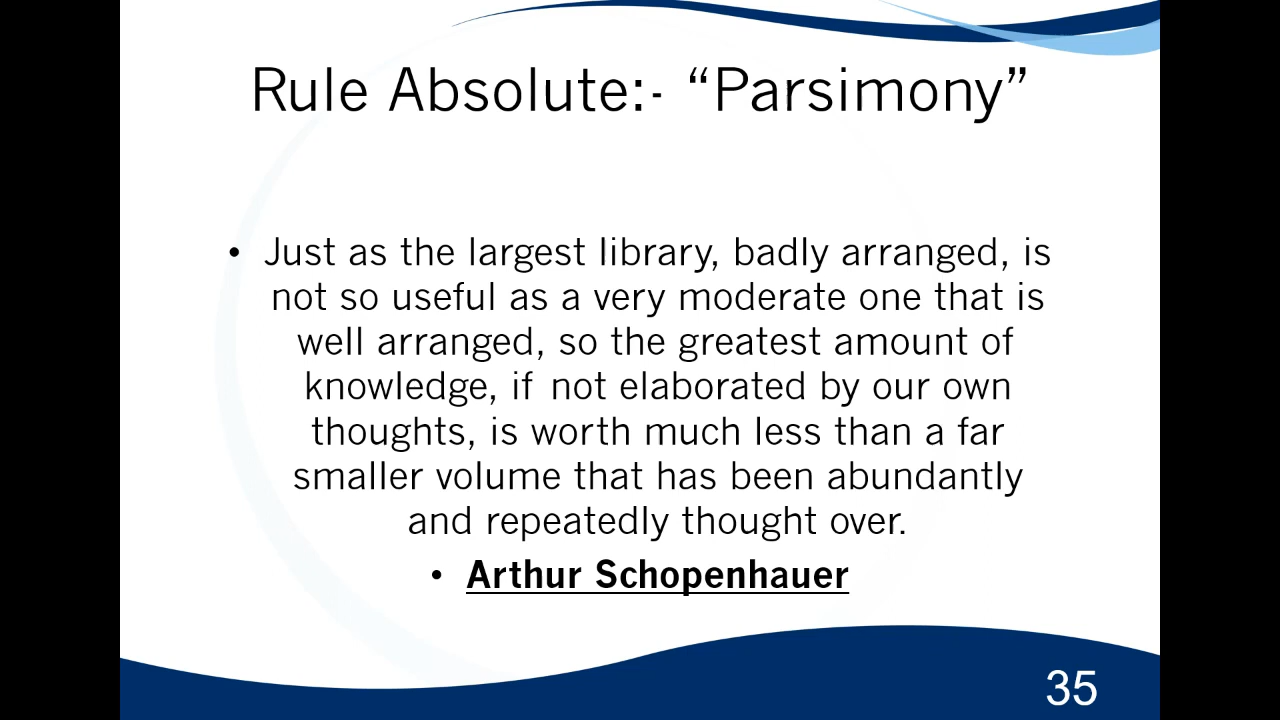 Rule Absolute:- “Parsimony”
• Just as the largest library, badly arranged, is
not so useful as a very moderate one that is
well arranged, so the greatest amount of
knowledge, if not elaborated by our own
thoughts, is worth much less than a far
smaller volume that has been abundantly
and repeatedly thought over.
• Arthur Schopenhauer
35